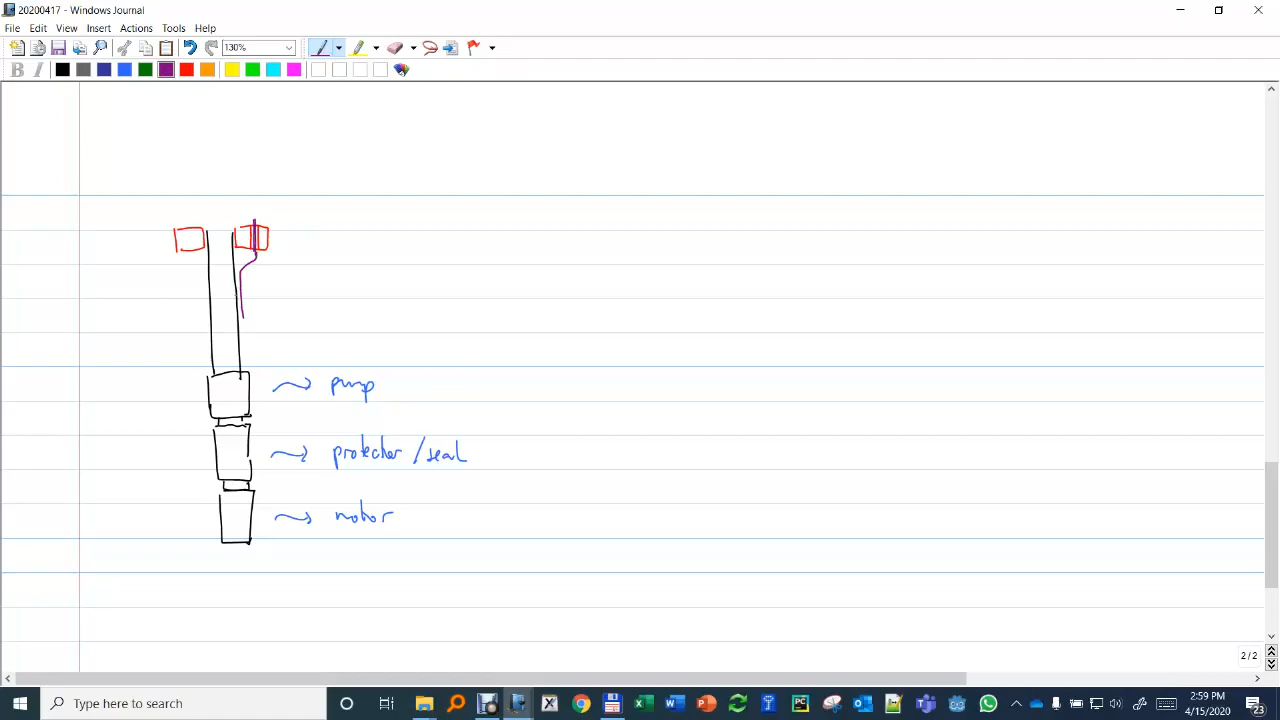 20200417 - Windows Journal
File Edit View Insert Actions Tools Help
130%
B I
pump
protector /seal
motor
2/2
Type here to search
2:59 PM
4/15/2020
23